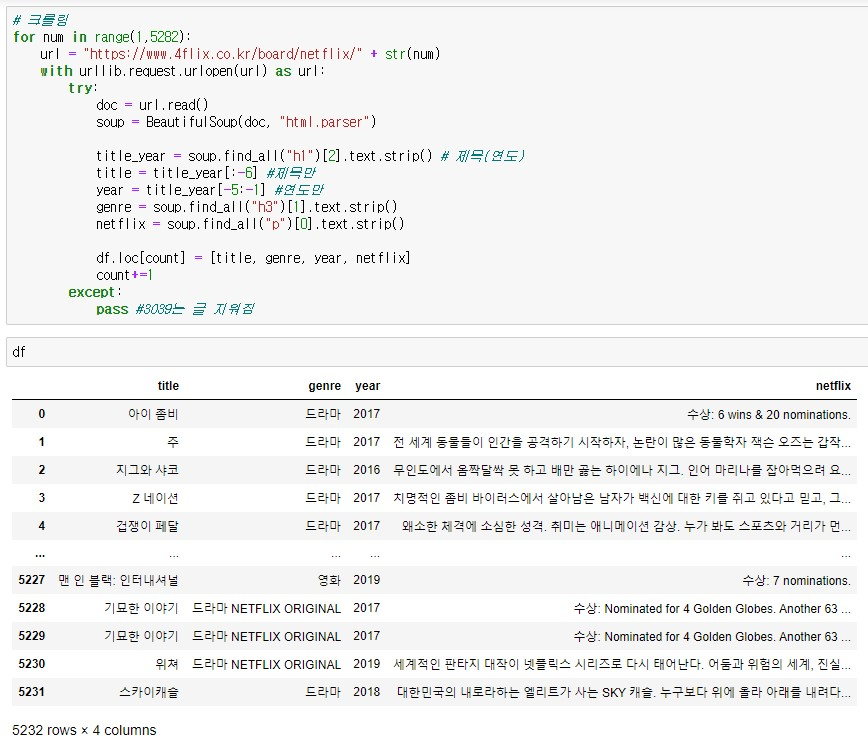 # 크롤링
for num in range(1,5282):
    url = "https://www.4flix.co.kr/board/netflix/" + str(num)
    with urllib.request.urlopen(url) as url:
        try:
            doc = url.read()
            soup = BeautifulSoup(doc, "html.parser")
            title_year = soup.find_all("h1")[2].text.strip() # 제목(연도)
            title = title_year[:-6] #제목만
            year = title_year[-5:-1] #연도만
            genre = soup.find_all("h3")[1].text.strip()
            netflix = soup.find_all("p")[0].text.strip()
            df.loc[count] = [title, genre, year, netflix]
            count+=1
        except:
            pass #3039는 글 지워짐
df
title genre year netflix
0 아이 좀비 드라마 2017 수상: 6 wins & 20 nominations.
1 주 드라마 2017 전 세계 동물들이 인간을 공격하기 시작하자, 논란이 많은 동물학자 잭슨 오즈는 갑작...
2 지그와 샤코 드라마 2016 무인도에서 옴짝달싹 못 하고 배만 곯는 하이에나 지그. 인어 마리나를 잡아먹으려 요...
3 Z 네이션 드라마 2017 치명적인 좀비 바이러스에서 살아남은 남자가 백신에 대한 키를 쥐고 있다고 믿고, 그...
4 겁쟁이 페달 드라마 2017 왜소한 체격에 소심한 성격. 취미는 애니메이션 감상. 누가 봐도 스포츠와 거리가 먼...
... ... ... ... ...
5227 맨 인 블랙: 인터내셔널 영화 2019 수상: 7 nominations.
5228 기묘한 이야기 드라마 NETFLIX ORIGINAL 2017 수상: Nominated for 4 Golden Globes. Another 63 ...
5229 기묘한 이야기 드라마 NETFLIX ORIGINAL 2017 수상: Nominated for 4 Golden Globes. Another 63 ...
5230 위쳐 드라마 NETFLIX ORIGINAL 2019 세계적인 판타지 대작이 넷플릭스 시리즈로 다시 태어난다. 어둠과 위험의 세계, 진실...
5231 스카이캐슬 드라마 2018 대한민국의 내로라하는 엘리트가 사는 SKY 캐슬. 누구보다 위에 올라 아래를 내려다...
5232 rows × 4 columns